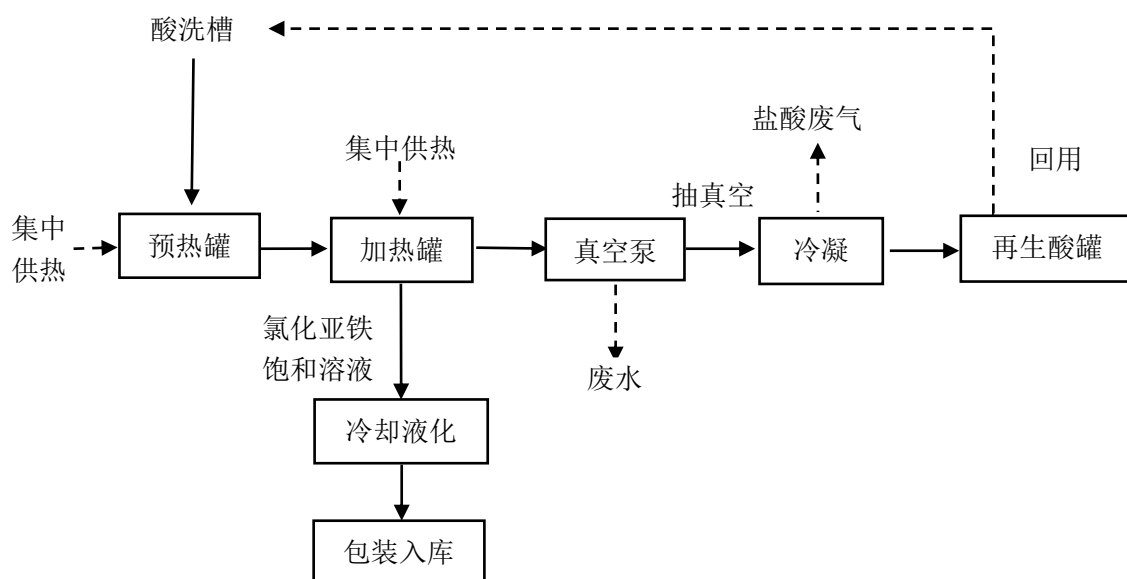 酸洗槽
盐酸废气
集中供热
回用
抽真空
集中
供热
预热罐
加热罐
真空泵
冷凝
再生酸罐
氯化亚铁
饱和溶液
废水
冷却液化
包装入库